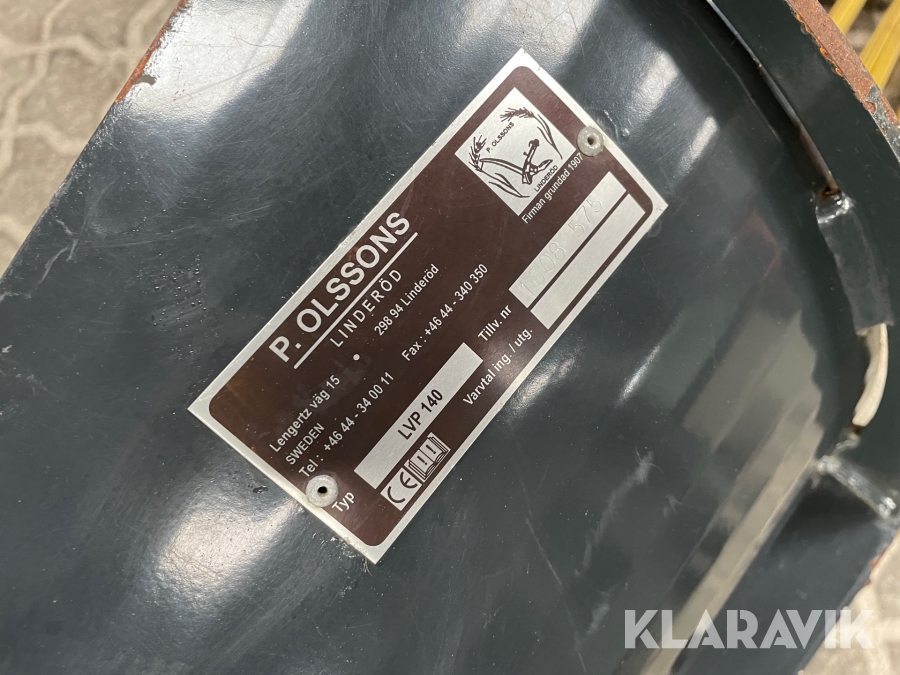 P. OLSSONS
LINDERÖD
Lengertz väg 15 • 298 94 Linderöd
SWEDEN
Tel : +46 44 - 34 00 11 Fax : +46 44 - 340 350
Typ LVP 140 Tillv. nr
CE Varvtal ing. / utg.
P. OLSSONS
LINDERÖD
Firman grundad 1907
KLARAVIK